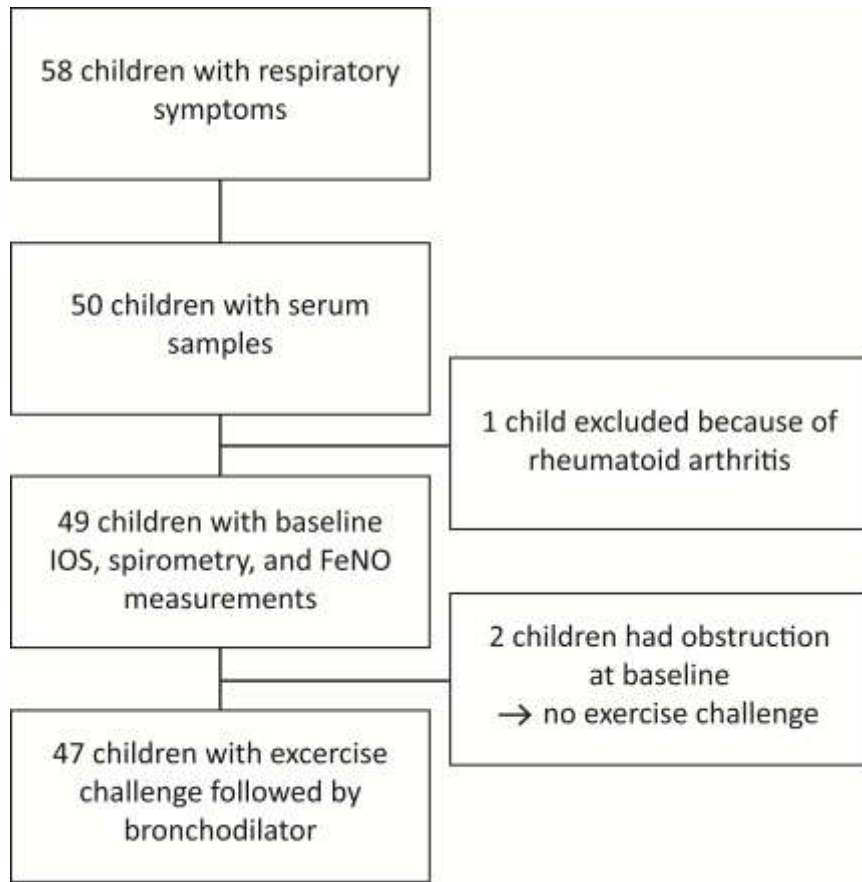 58 children with respiratory
symptoms
50 children with serum
samples
1 child excluded because of
rheumatoid arthritis
49 children with baseline
IOS, spirometry, and FeNO
measurements
2 children had obstruction
at baseline
→ no exercise challenge
47 children with excercise
challenge followed by
bronchodilator